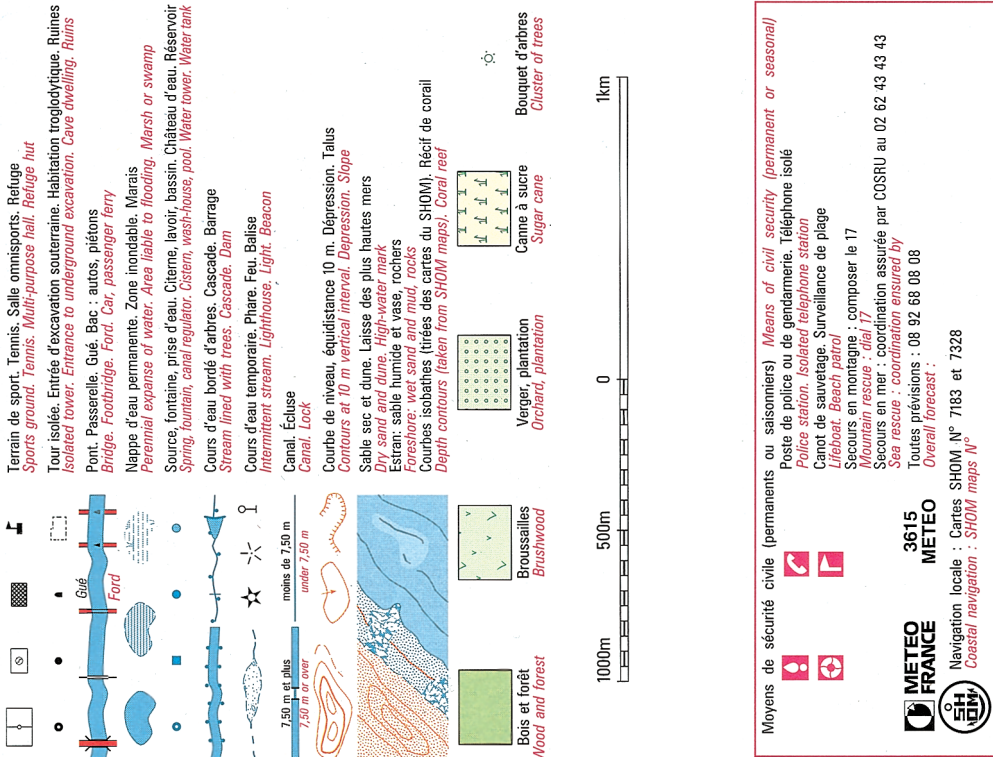 Terrain de sport. Tennis. Salle omnisports. Refuge
Sports ground. Tennis. Multi-purpose hall. Refuge hut
Tour isolée. Entrée d'excavation souterraine. Habitation troglodytique. Ruines
Isolated tower. Entrance to underground excavation. Cave dwelling. Ruins
Gué
Ford
Pont. Passerelle. Gué. Bac : autos, piétons
Bridge. Footbridge. Ford. Car, passenger ferry
Nappe d'eau permanente. Zone inondable. Marais
Perennial expanse of water. Area liable to flooding. Marsh or swamp
Source, fontaine, prise d'eau. Citerne, lavoir, bassin. Château d'eau. Réservoir
Spring, fountain, canal regulator. Cistern, wash-house, pool. Water tower. Water tank
Cours d'eau bordé d'arbres. Cascade. Barrage
Stream lined with trees. Cascade. Dam
Cours d'eau temporaire. Phare. Feu. Balise
Intermittent stream. Lighthouse. Light. Beacon
7,50 m et plus
7,50 m or over
moins de 7,50 m
under 7,50 m
Canal. Écluse
Canal. Lock
Courbe de niveau, équidistance 10 m. Dépression. Talus
Contours at 10 m vertical interval. Depression. Slope
Sable sec et dune. Laisse des plus hautes mers
Dry sand and dune. High-water mark
Estran: sable humide et vase, rochers
Foreshore: wet sand and mud, rocks
Courbes isobathes (tirées des cartes du SHOM). Récif de corail
Depth contours (taken from SHOM maps). Coral reef
Bois et forêt
Wood and forest
Broussailles
Brushwood
Verger, plantation
Orchard, plantation
Canne à sucre
Sugar cane
Bouquet d'arbres
Cluster of trees
1000m
500m
0
1km
Moyens de sécurité civile (permanents ou saisonniers) Means of civil security (permanent or seasonal)
Poste de police ou de gendarmerie. Téléphone isolé
Police station. Isolated telephone station
Canot de sauvetage. Surveillance de plage
Lifeboat. Beach patrol
Secours en montagne : composer le 17
Mountain rescue : dial 17
Secours en mer : coordination assurée par COSRU au 02 62 43 43 43
Sea rescue : coordination ensured by
METEO
FRANCE
3615
METEO
Toutes prévisions : 08 92 68 08 08
Overall forecast :
SHOM
Navigation locale : Cartes SHOM N° 7183 et 7328
Coastal navigation : SHOM maps N°